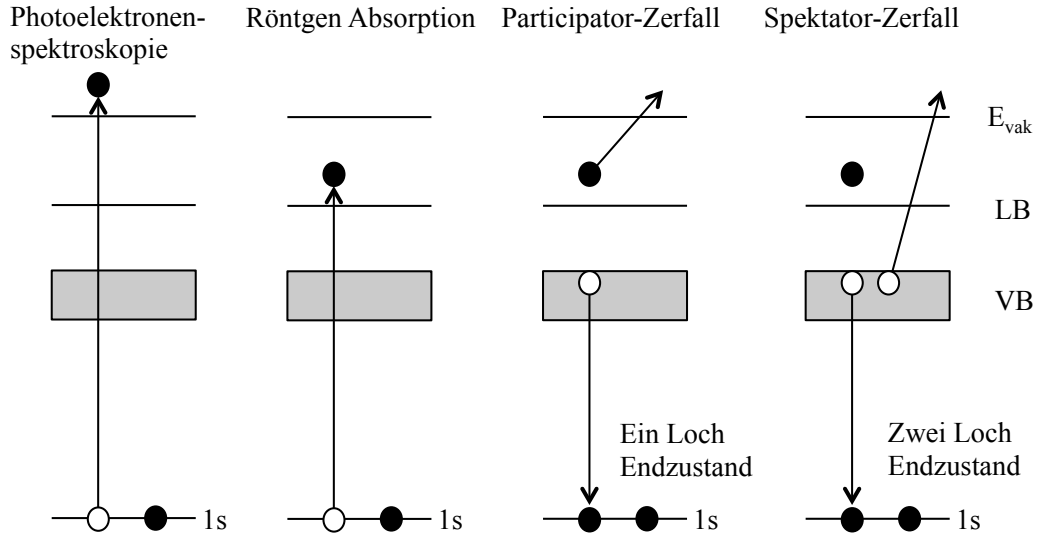 Photoelektronen-
spektroskopie
Röntgen Absorption
Participator-Zerfall
Spektator-Zerfall
E_vak
LB
VB
Ein Loch
Endzustand
Zwei Loch
Endzustand
1s
1s
1s
1s